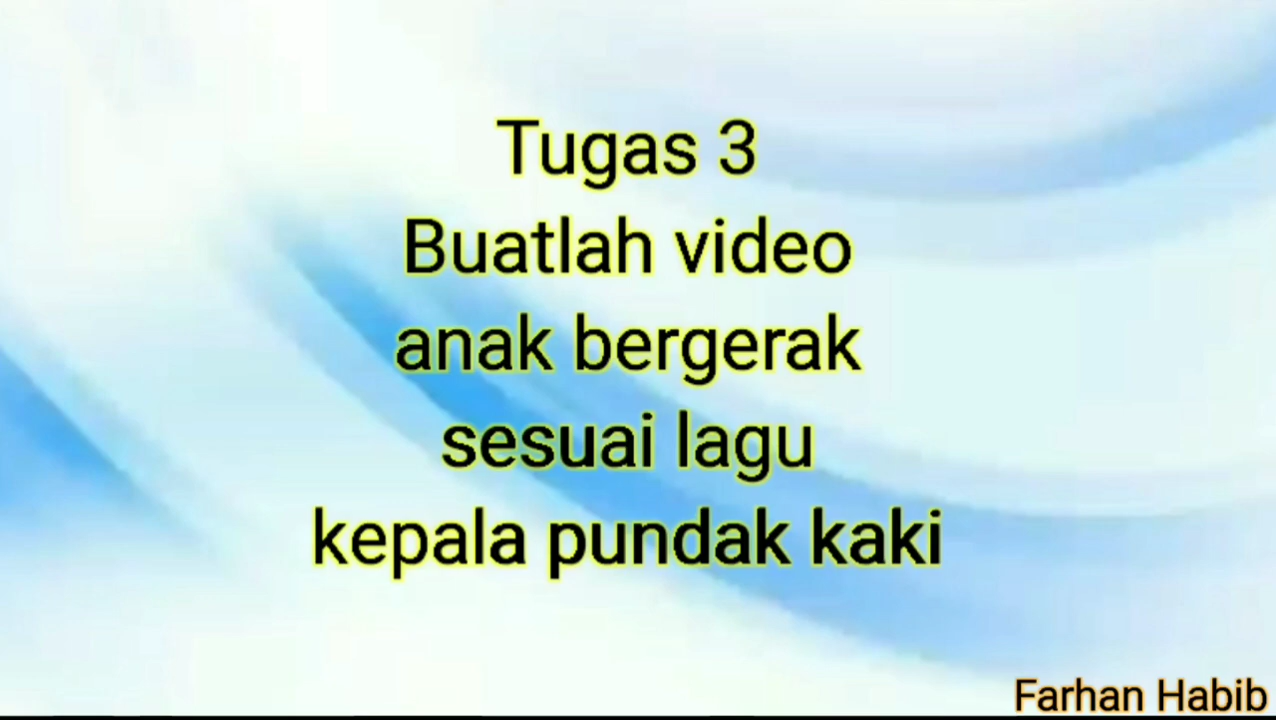 Tugas 3
Buatlah video
anak bergerak
sesuai lagu
kepala pundak kaki
Farhan Habib